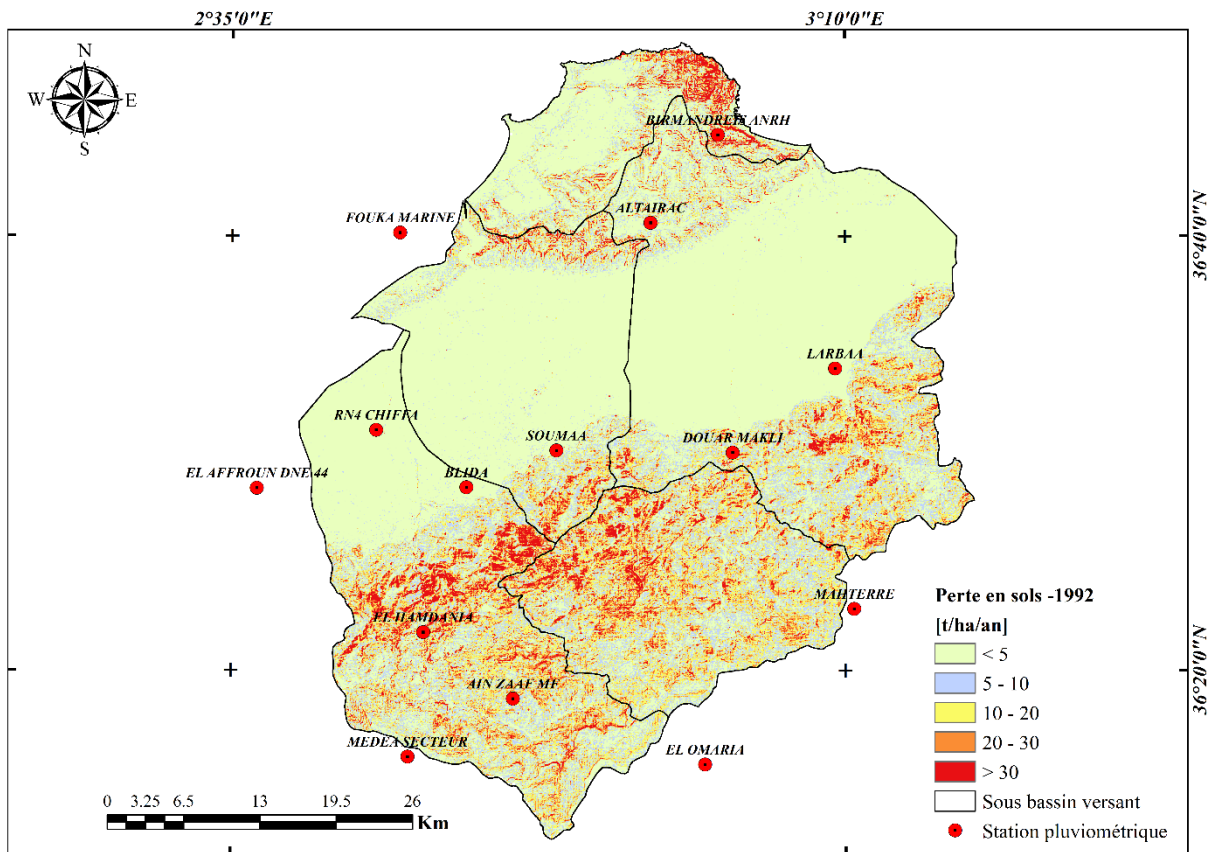 2°35'0"E
3°10'0"E
N
W
E
S
BIRMANDREIS ANRH
ALTAIRAC
FOUKA MARINE
36°40'0"N
LARBAA
RN4 CHIFFA
SOUMAA
DOUAR MAKLI
EL AFFROUN DNE 44
BLIDA
MAHTERRE
EL HAMDANIA
AIN ZAAF MF
36°20'0"N
MEDEA SECTEUR
EL OMARIA
Perte en sols -1992
[t/ha/an]
< 5
5 - 10
10 - 20
20 - 30
> 30
Sous bassin versant
Station pluviométrique
0 3.25 6.5 13 19.5 26
Km